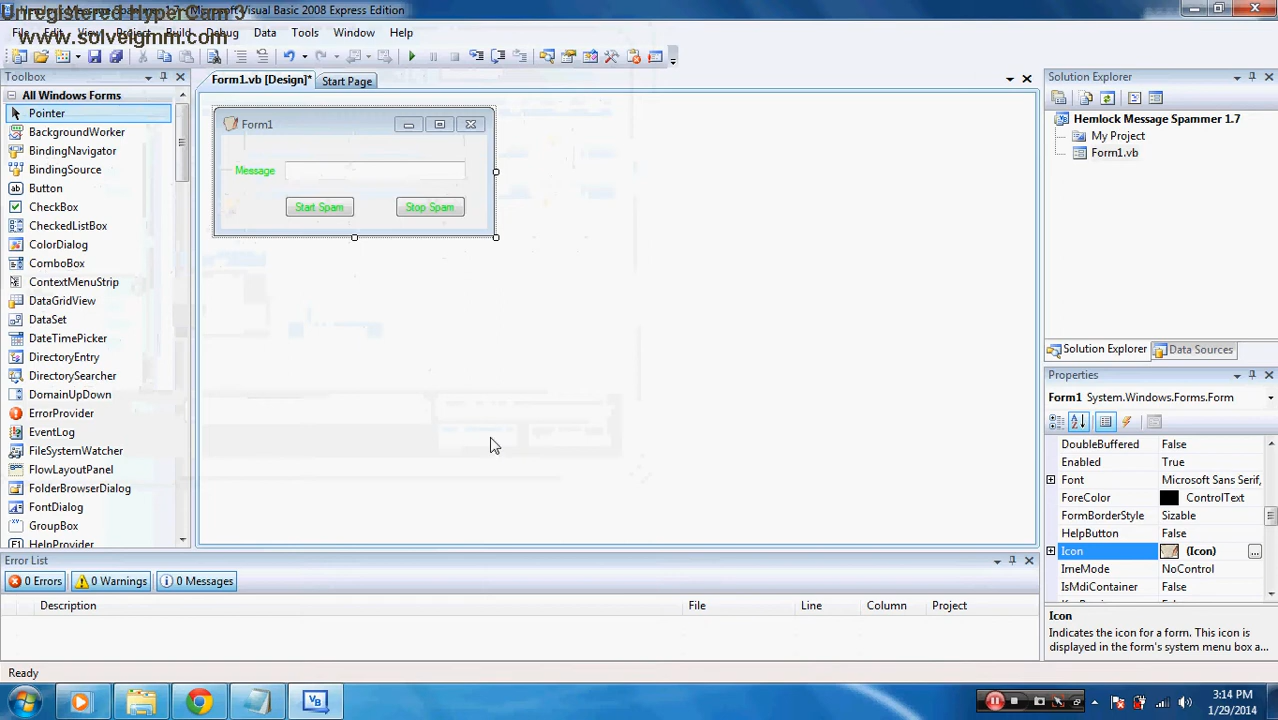 Unregistered HyperCam 3
Hemlock Message Spammer 1.7 - Microsoft Visual Basic 2008 Express Edition
www.solveigmm.com
File Edit View Project Build Debug Data Tools Window Help
Toolbox
All Windows Forms
Pointer
BackgroundWorker
BindingNavigator
BindingSource
Button
CheckBox
CheckedListBox
ColorDialog
ComboBox
ContextMenuStrip
DataGridView
DataSet
DateTimePicker
DirectoryEntry
DirectorySearcher
DomainUpDown
ErrorProvider
EventLog
FileSystemWatcher
FlowLayoutPanel
FolderBrowserDialog
FontDialog
GroupBox
HelpProvider
Form1.vb [Design]* Start Page
Form1
Message
Start Spam Stop Spam
Solution Explorer
Hemlock Message Spammer 1.7
My Project
Form1.vb
Solution Explorer Data Sources
Properties
Form1 System.Windows.Forms.Form
DoubleBuffered False
Enabled True
Font Microsoft Sans Serif,
ForeColor ControlText
FormBorderStyle Sizable
HelpButton False
Icon (Icon) ...
ImeMode NoControl
IsMdiContainer False
Icon
Indicates the icon for a form. This icon is
displayed in the form's system menu box a...
Error List
0 Errors 0 Warnings 0 Messages
Description File Line Column Project
Ready
3:14 PM
1/29/2014